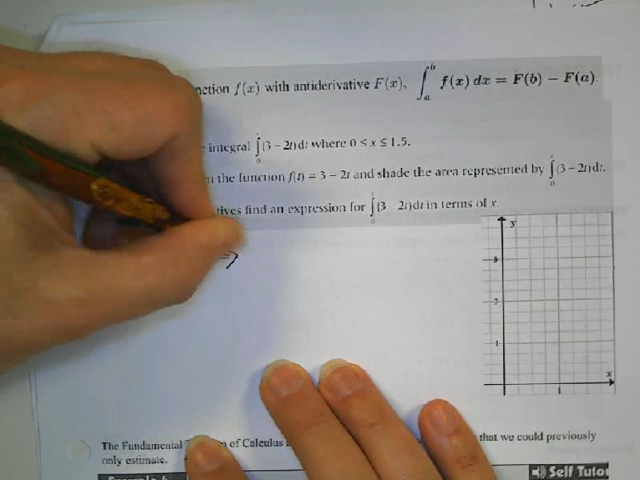 nction f(x) with antiderivative F(x), ∫_a^b f(x) dx = F(b) − F(a).
integral ∫_0^x (3 − 2t)dt where 0 ≤ x ≤ 1.5.
the function f(t) = 3 − 2t and shade the area represented by ∫_0^x (3 − 2t)dt.
tives find an expression for ∫_0^x (3 2t)dt in terms of x
y
3
2
1
x
1
The Fundamental of Calculus that we could previously
only estimate.
Self Tutor